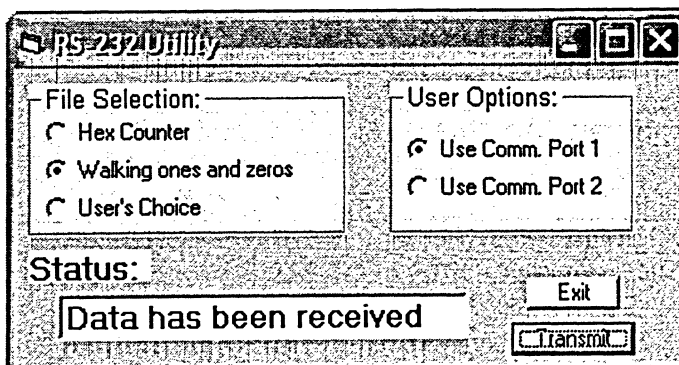 RS-232 Utility
File Selection:
Hex Counter
Walking ones and zeros
User's Choice
User Options:
Use Comm. Port 1
Use Comm. Port 2
Status:
Data has been received
Exit
Transmit